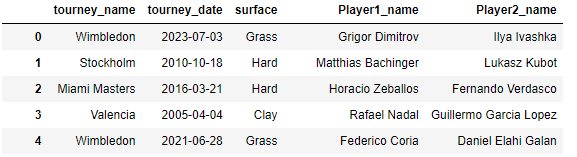 tourney_name tourney_date surface Player1_name Player2_name
0 Wimbledon 2023-07-03 Grass Grigor Dimitrov Ilya Ivashka
1 Stockholm 2010-10-18 Hard Matthias Bachinger Lukasz Kubot
2 Miami Masters 2016-03-21 Hard Horacio Zeballos Fernando Verdasco
3 Valencia 2005-04-04 Clay Rafael Nadal Guillermo Garcia Lopez
4 Wimbledon 2021-06-28 Grass Federico Coria Daniel Elahi Galan